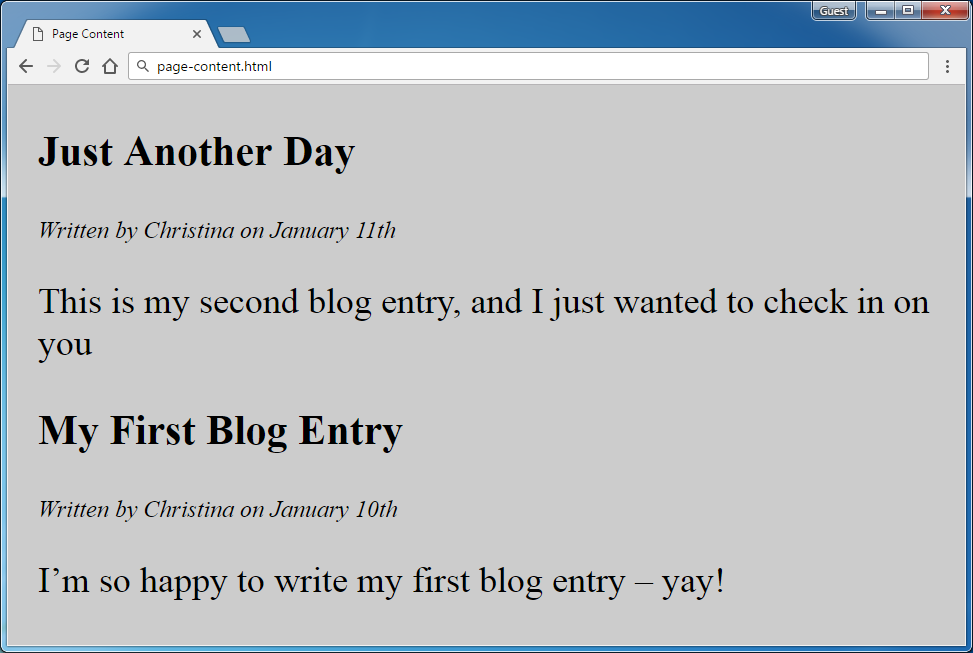 Guest
Page Content
page-content.html
Just Another Day
Written by Christina on January 11th
This is my second blog entry, and I just wanted to check in on
you
My First Blog Entry
Written by Christina on January 10th
I’m so happy to write my first blog entry – yay!